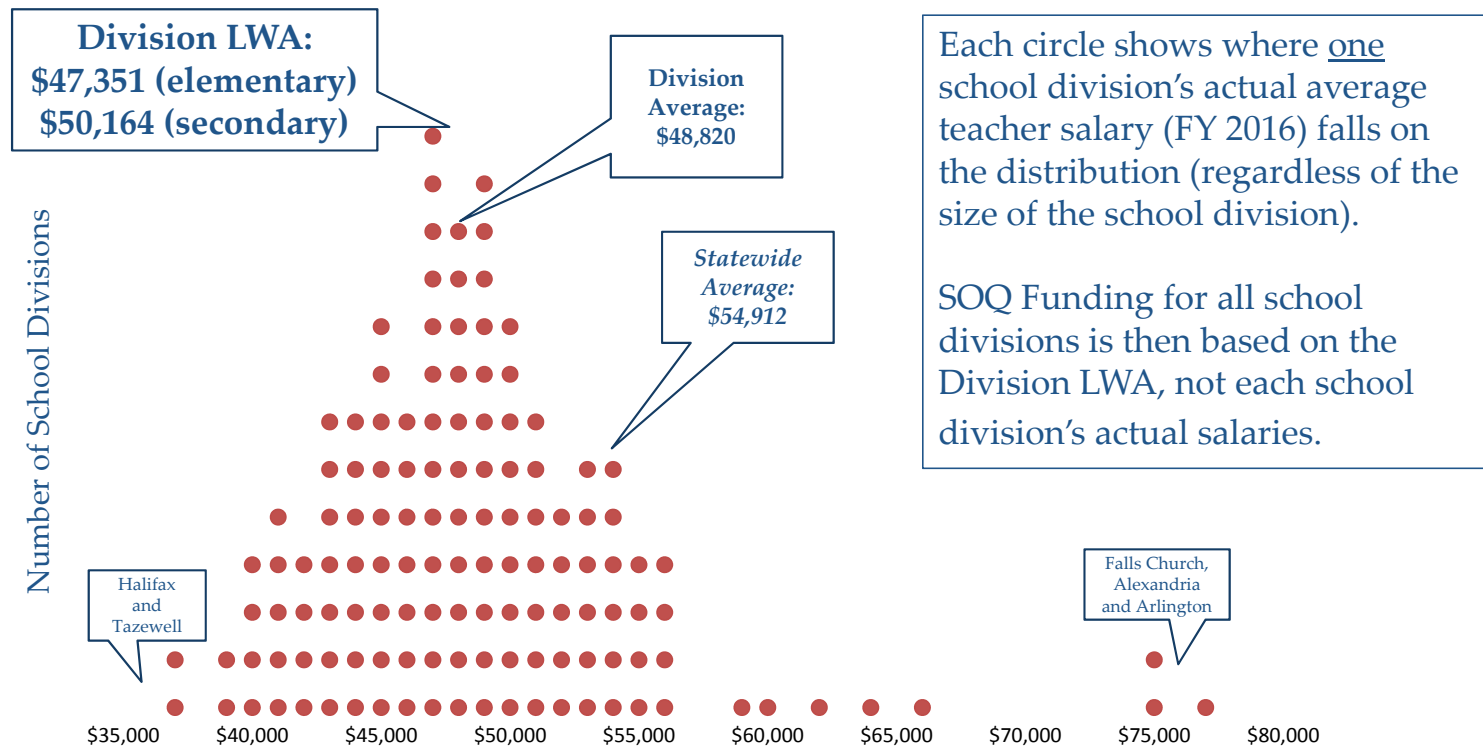 Division LWA:
$47,351 (elementary)
$50,164 (secondary)
Division
Average:
$48,820
Statewide
Average:
$54,912
Each circle shows where one
school division's actual average
teacher salary (FY 2016) falls on
the distribution (regardless of the
size of the school division).
SOQ Funding for all school
divisions is then based on the
Division LWA, not each school
division's actual salaries.
Number of School Divisions
Halifax
and
Tazewell
Falls Church,
Alexandria
and Arlington
$35,000 $40,000 $45,000 $50,000 $55,000 $60,000 $65,000 $70,000 $75,000 $80,000